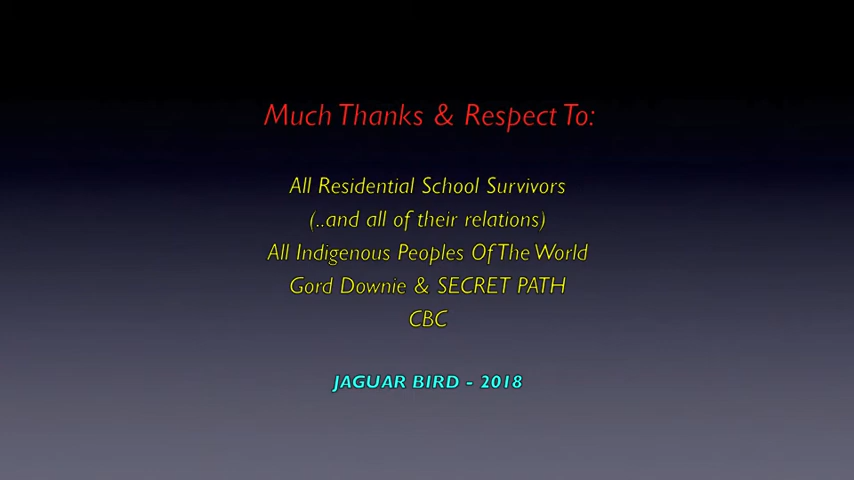 Much Thanks & Respect To:
All Residential School Survivors
(..and all of their relations)
All Indigenous Peoples Of The World
Gord Downie & SECRET PATH
CBC
JAGUAR BIRD - 2018